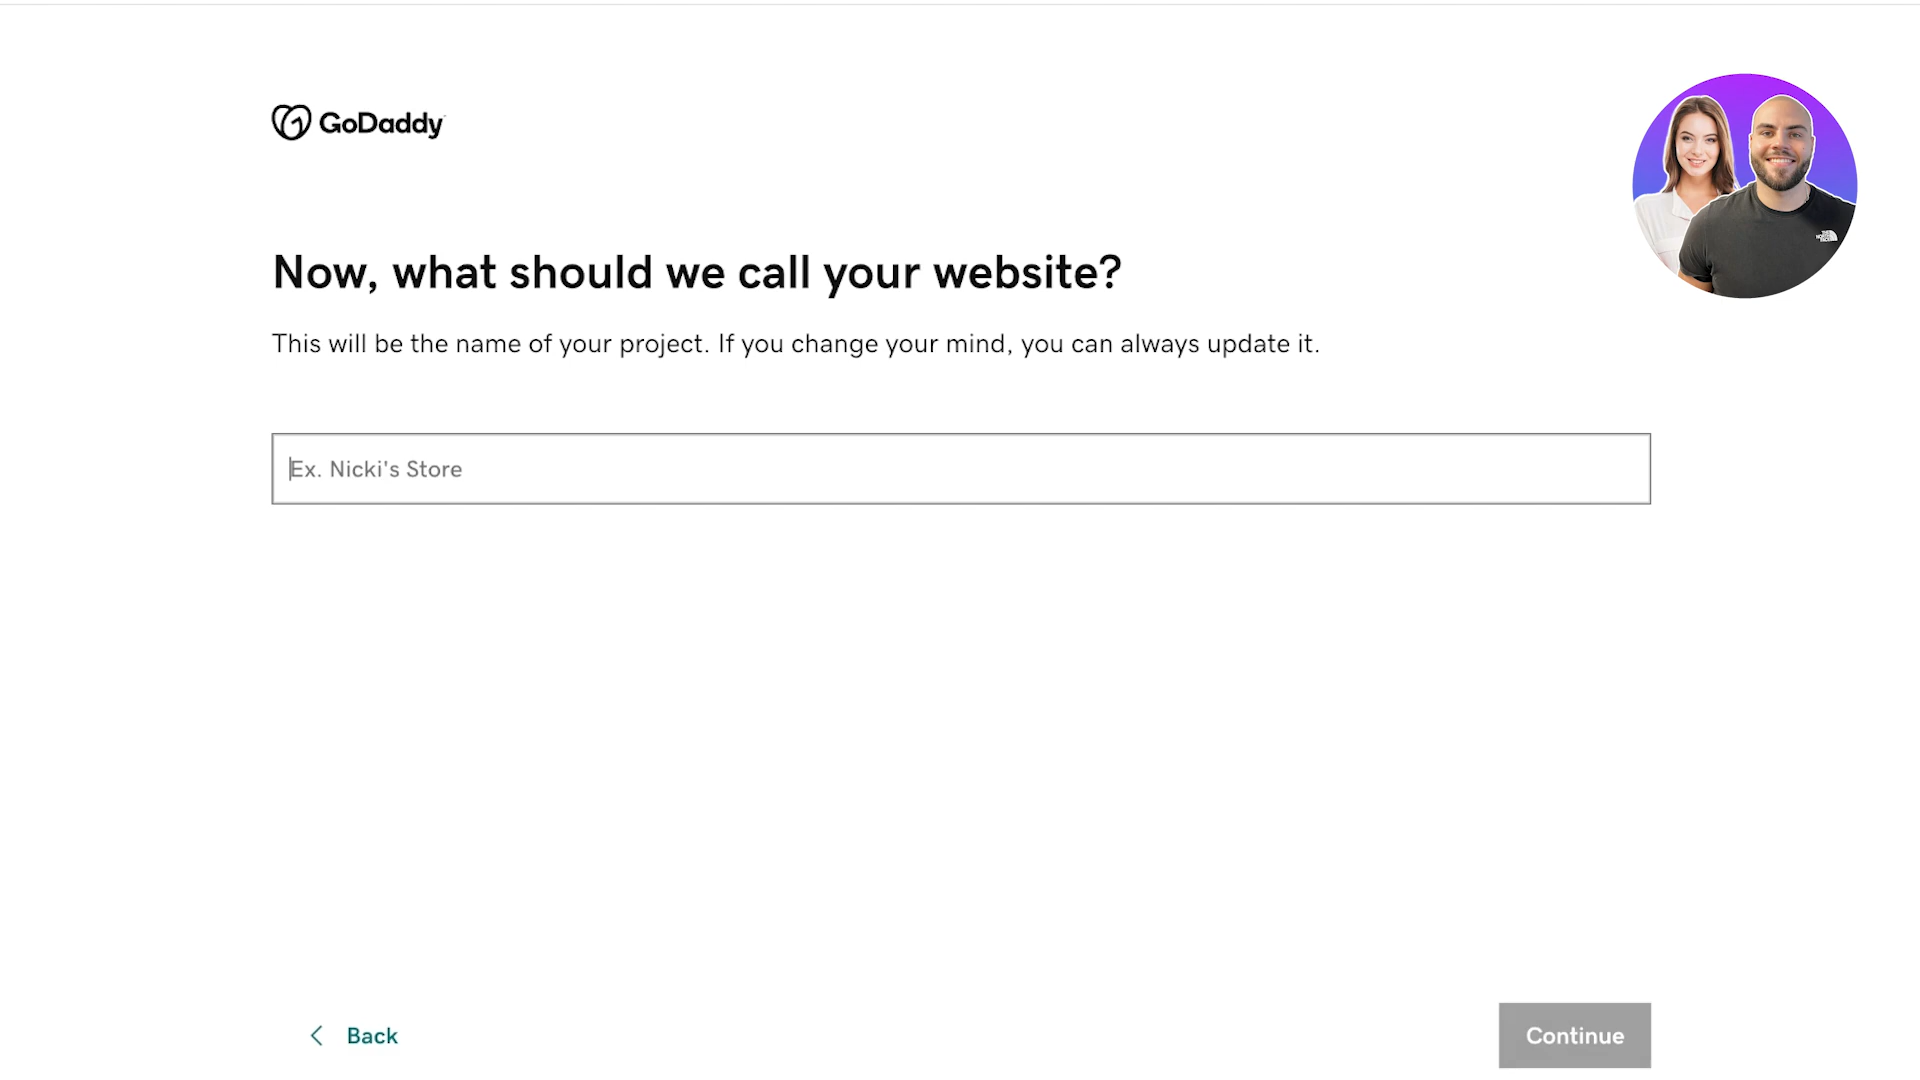 GoDaddy
Now, what should we call your website?
This will be the name of your project. If you change your mind, you can always update it.
Ex. Nicki's Store
Back
Continue